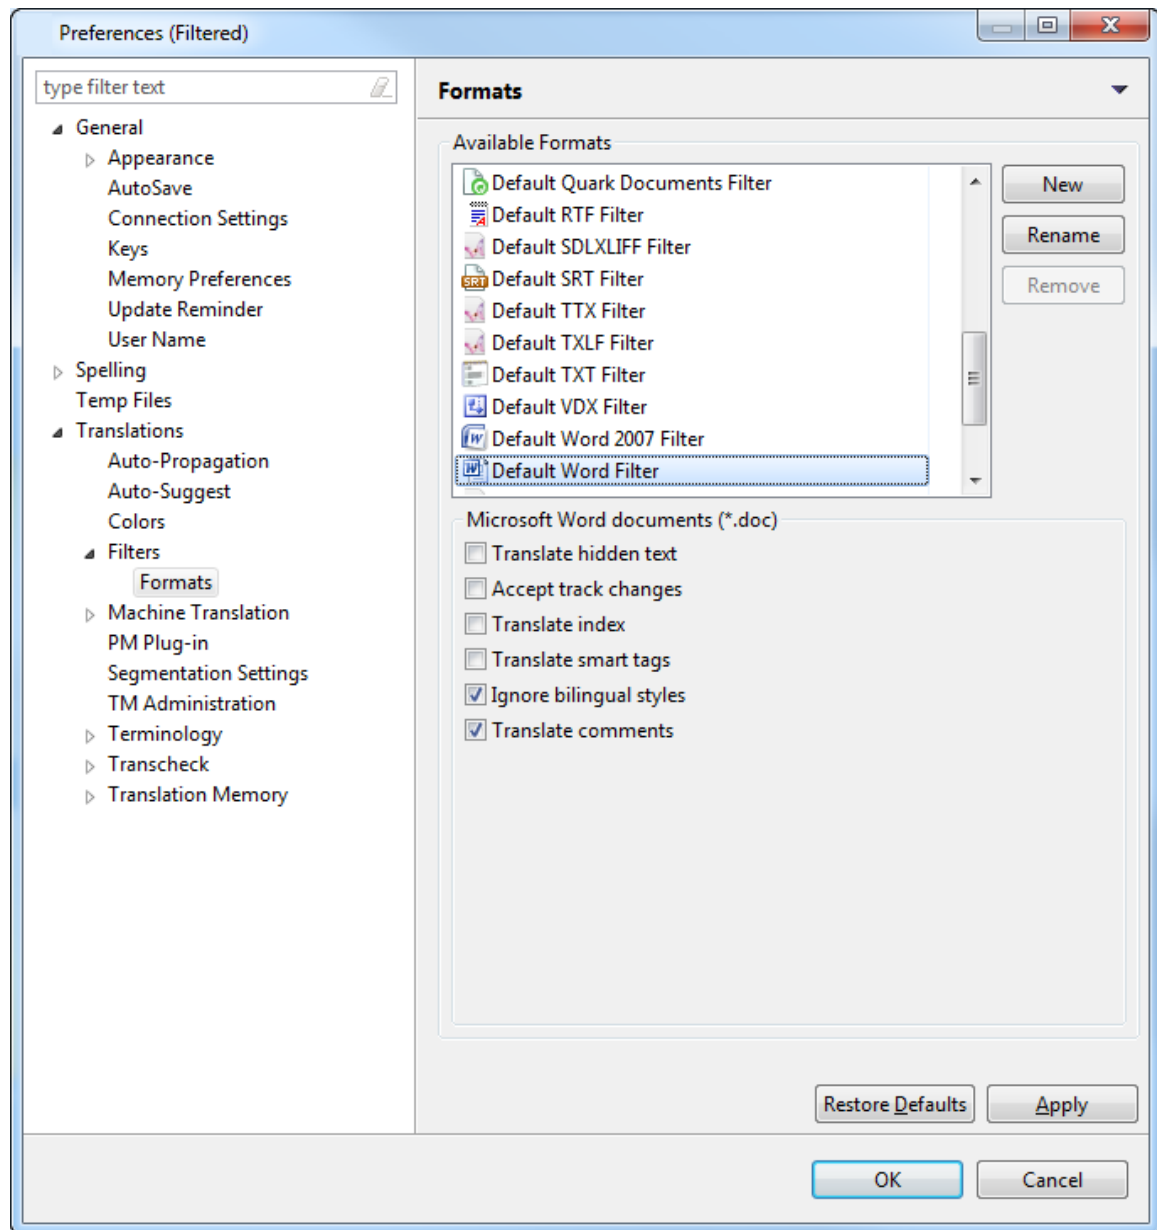 Preferences (Filtered)
type filter text
General
Appearance
AutoSave
Connection Settings
Keys
Memory Preferences
Update Reminder
User Name
Spelling
Temp Files
Translations
Auto-Propagation
Auto-Suggest
Colors
Filters
Formats
Machine Translation
PM Plug-in
Segmentation Settings
TM Administration
Terminology
Transcheck
Translation Memory
Formats
Available Formats
Default Quark Documents Filter
Default RTF Filter
Default SDLXLIFF Filter
SRT Default SRT Filter
Default TTX Filter
Default TXLF Filter
Default TXT Filter
Default VDX Filter
Default Word 2007 Filter
Default Word Filter
New
Rename
Remove
Microsoft Word documents (*.doc)
Translate hidden text
Accept track changes
Translate index
Translate smart tags
Ignore bilingual styles
Translate comments
Restore Defaults
Apply
OK
Cancel